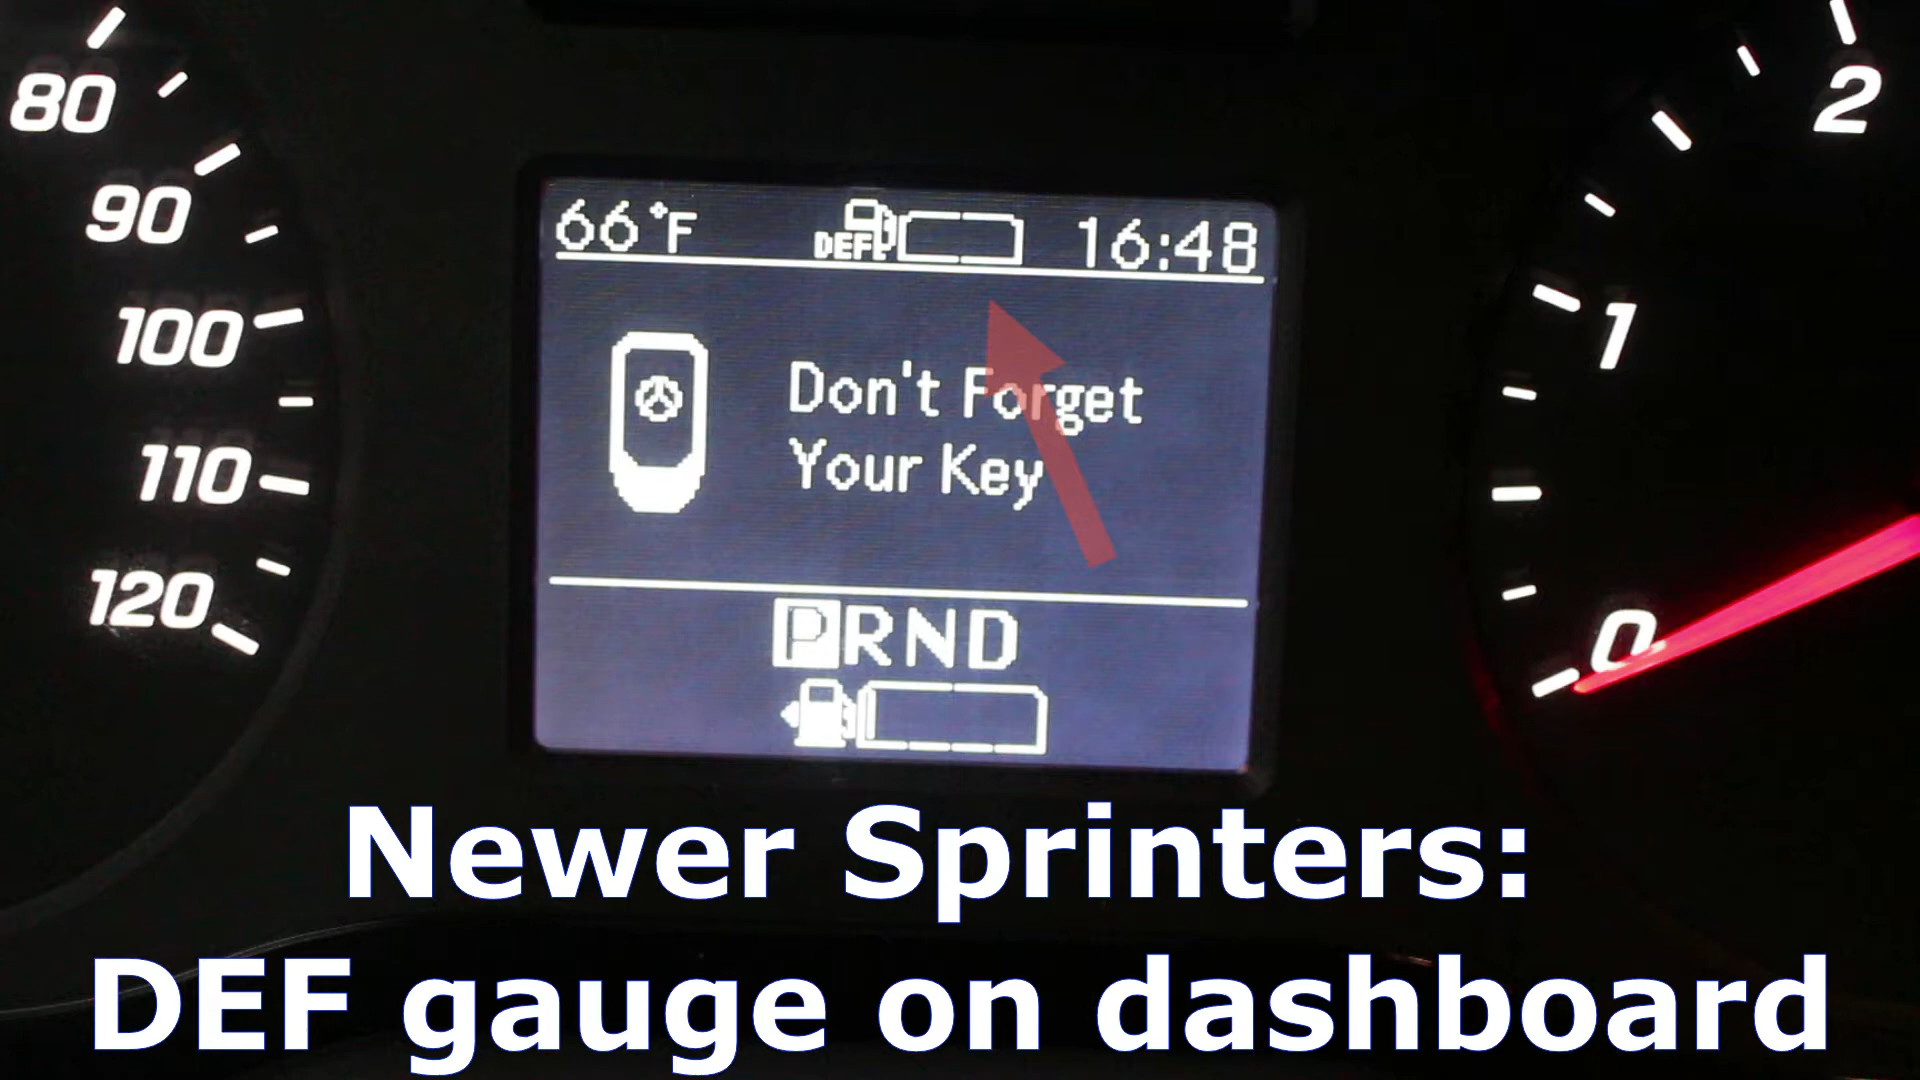 80
90
100
110
120
66°F DEF 16:48
Don't Forget
Your Key
PRND
2
1
0
Newer Sprinters:
DEF gauge on dashboard